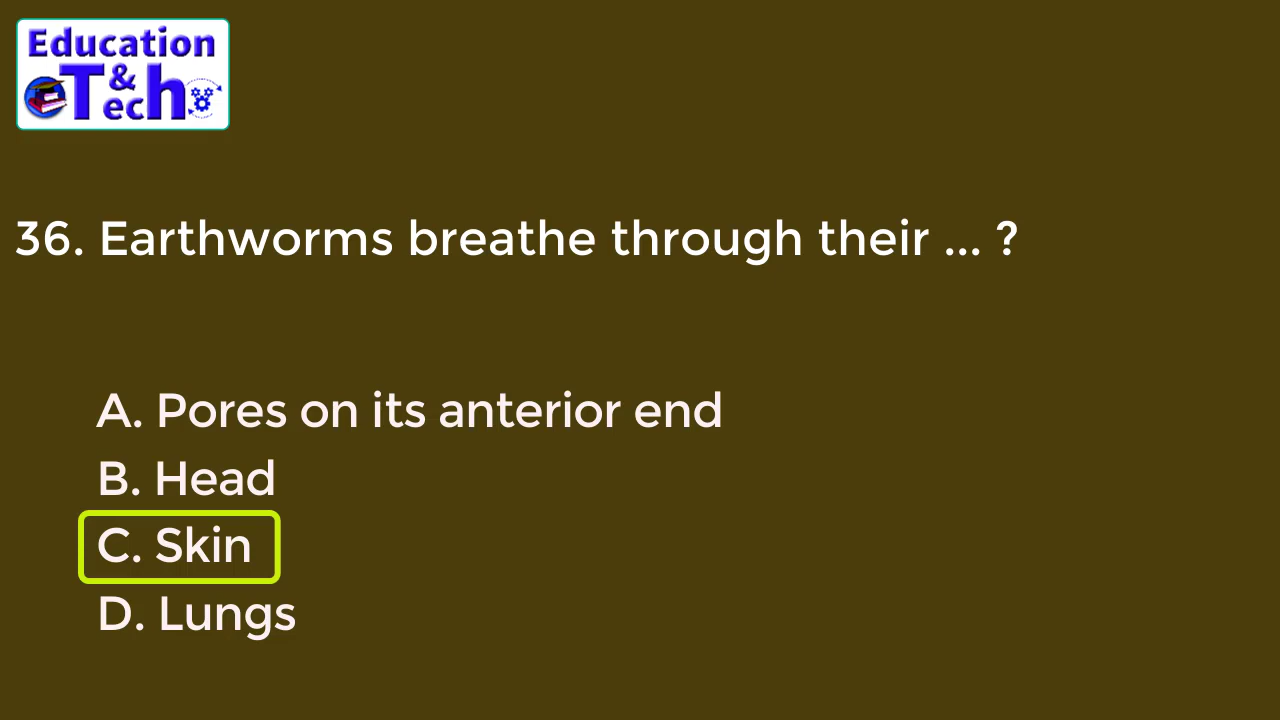 Education
& Tech
36. Earthworms breathe through their ... ?
A. Pores on its anterior end
B. Head
C. Skin
D. Lungs